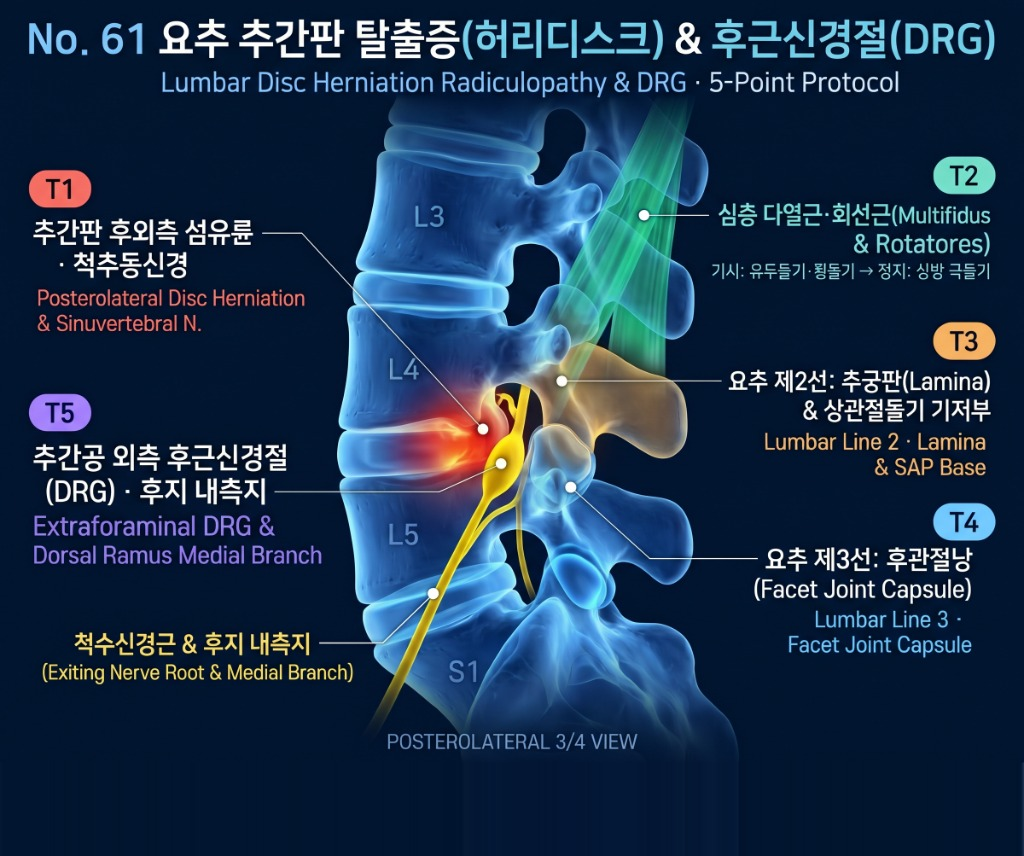 No. 61 요추 추간판 탈출증(허리디스크) & 후근신경절(DRG)
Lumbar Disc Herniation Radiculopathy & DRG · 5-Point Protocol
T1
추간판 후외측 섬유륜
· 척추동신경
Posterolateral Disc Herniation
& Sinuvertebral N.
T5
추간공 외측 후근신경절
(DRG) · 후지 내측지
Extraforaminal DRG &
Dorsal Ramus Medial Branch
척수신경근 & 후지 내측지
(Exiting Nerve Root & Medial Branch)
L3
L4
L5
S1
T2
심층 다열근·회선근(Multifidus
& Rotatores)
기시: 유두돌기·횡돌기 → 정지: 싱방 극돌기
T3
요추 제2선: 추궁판(Lamina)
& 상관절돌기 기저부
Lumbar Line 2 · Lamina
& SAP Base
T4
요추 제3선: 후관절낭
(Facet Joint Capsule)
Lumbar Line 3 ·
Facet Joint Capsule
POSTEROLATERAL 3/4 VIEW